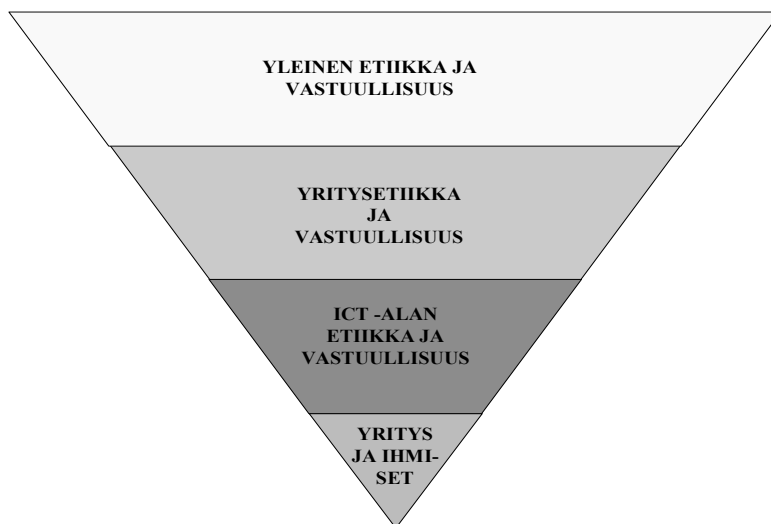 YLEINEN ETIIKKA JA
VASTUULLISUUS
YRITYSETIIKKA
JA
VASTUULLISUUS
ICT -ALAN
ETIIKKA JA
VASTUULLISUUS
YRITYS
JA IHMI-
SET